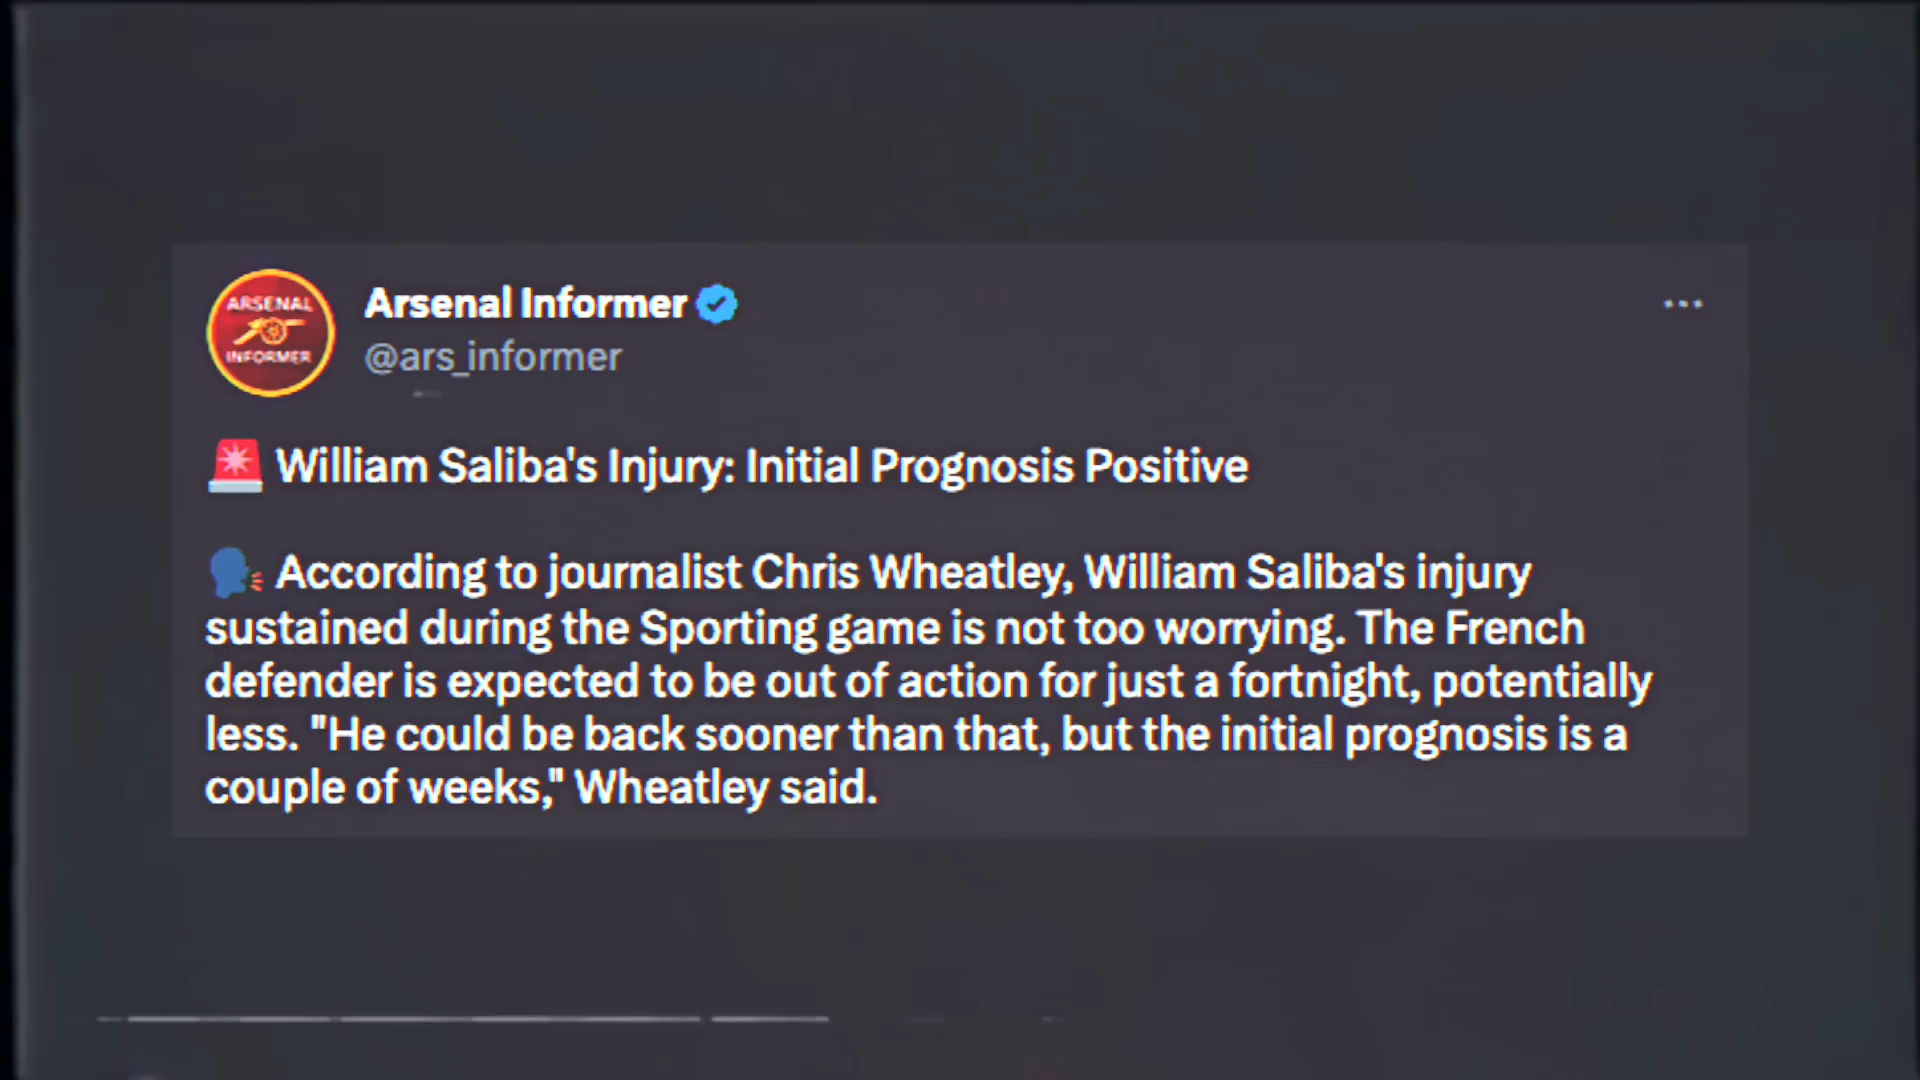 ARSENAL
INFORMER
Arsenal Informer
@ars_informer
William Saliba's Injury: Initial Prognosis Positive
According to journalist Chris Wheatley, William Saliba's injury
sustained during the Sporting game is not too worrying. The French
defender is expected to be out of action for just a fortnight, potentially
less. "He could be back sooner than that, but the initial prognosis is a
couple of weeks," Wheatley said.